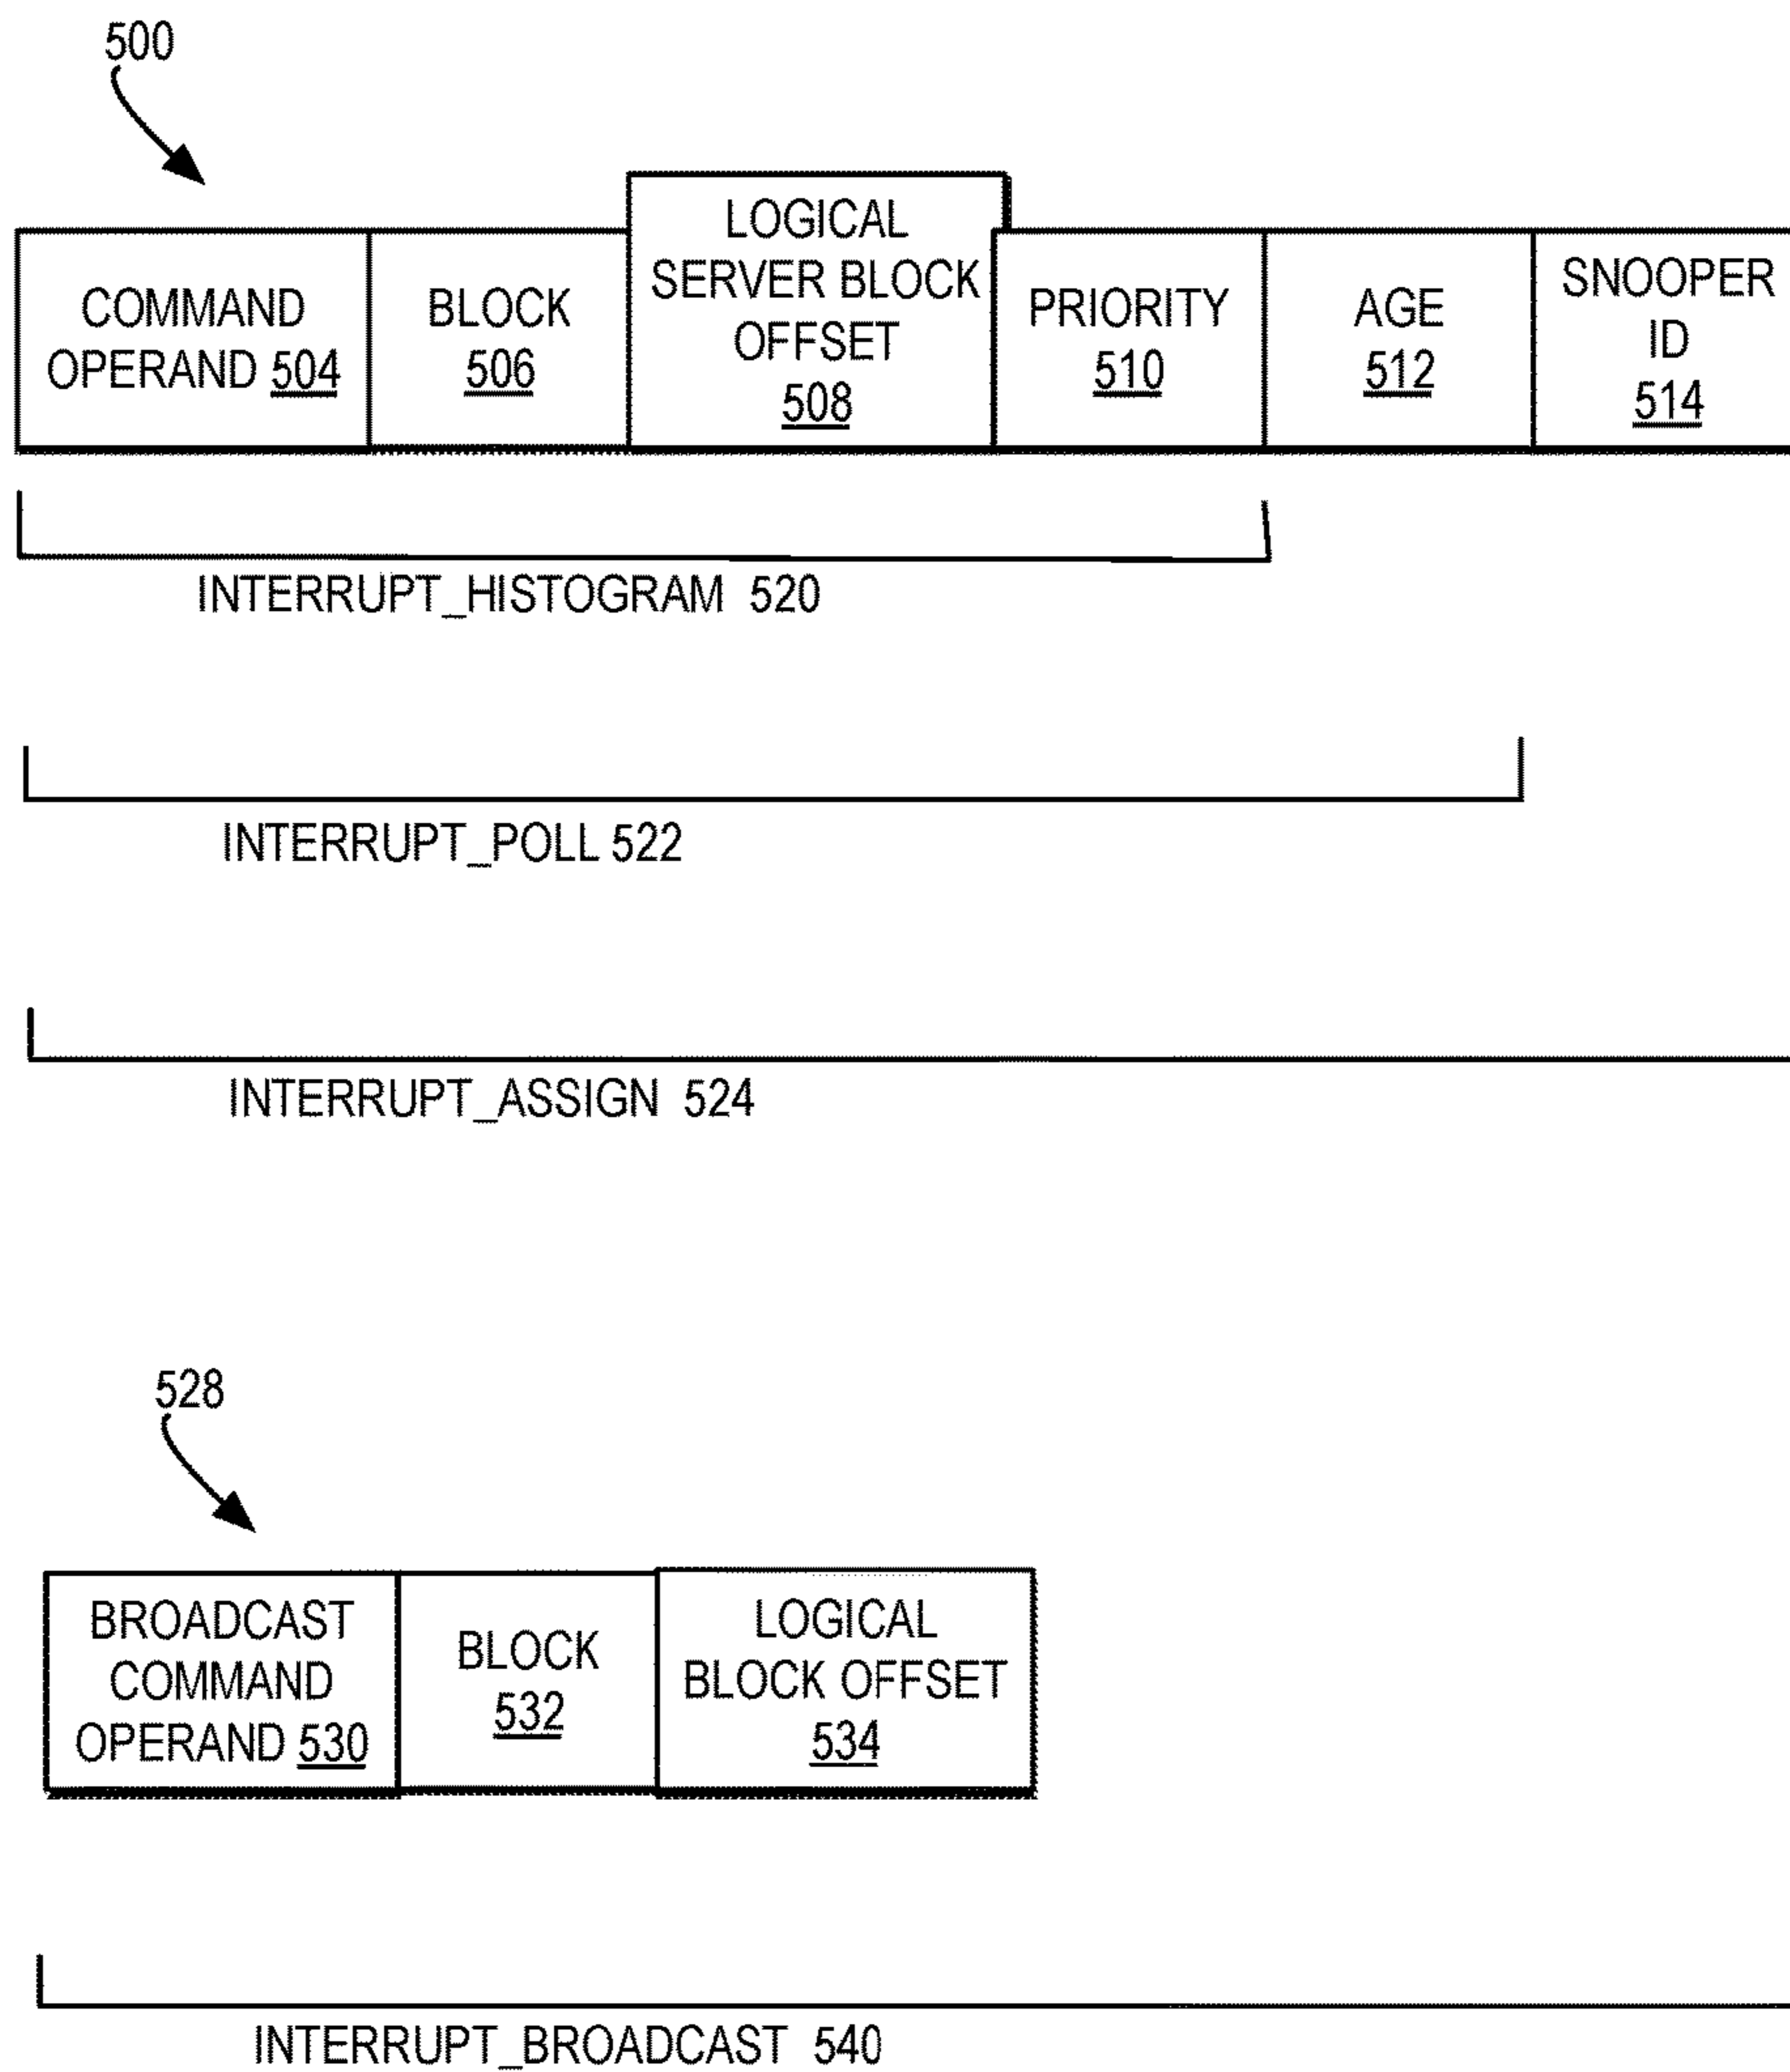 500
COMMAND
OPERAND 504
BLOCK
506
LOGICAL
SERVER BLOCK
OFFSET
508
PRIORITY
510
AGE
512
SNOOPER
ID
514
INTERRUPT_HISTOGRAM 520
INTERRUPT_POLL 522
INTERRUPT_ASSIGN 524
528
BROADCAST
COMMAND
OPERAND 530
BLOCK
532
LOGICAL
BLOCK OFFSET
534
INTERRUPT_BROADCAST 540